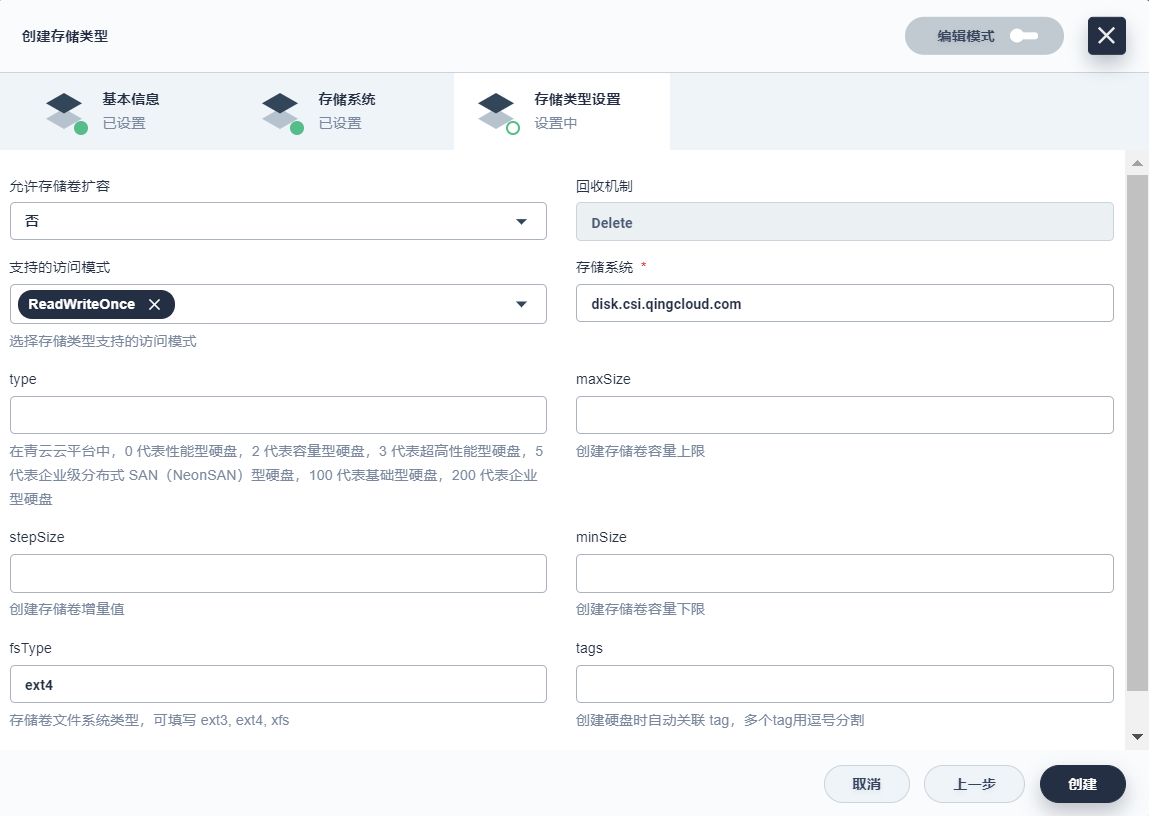 创建存储类型
编辑模式
基本信息
已设置
存储系统
已设置
存储类型设置
设置中
允许存储卷扩容
否
回收机制
Delete
支持的访问模式
ReadWriteOnce
选择存储类型支持的访问模式
存储系统 *
disk.csi.qingcloud.com
type
在青云云平台中，0 代表性能型硬盘，2 代表容量型硬盘，3 代表超高性能型硬盘，5
代表企业级分布式 SAN（NeonSAN）型硬盘，100 代表基础型硬盘，200 代表企业
型硬盘
maxSize
创建存储卷容量上限
stepSize
创建存储卷增量值
minSize
创建存储卷容量下限
fsType
ext4
存储卷文件系统类型，可填写 ext3, ext4, xfs
tags
创建硬盘时自动关联 tag，多个tag用逗号分割
取消
上一步
创建